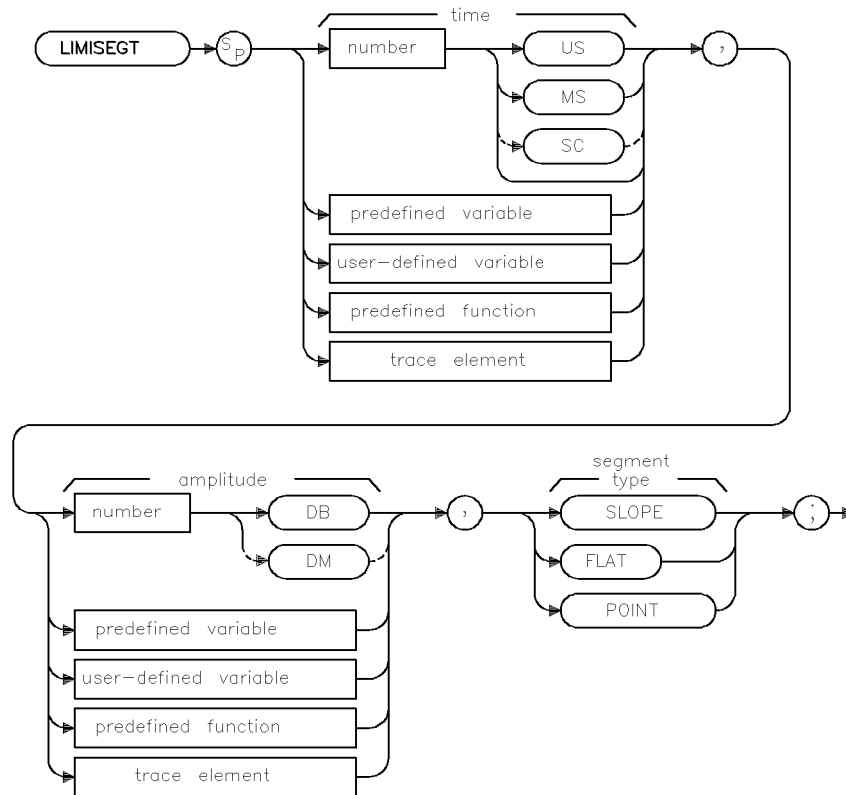 time
LIMISEGT SP number US ,
MS
SC
predefined variable
user-defined variable
predefined function
trace element
amplitude
segment
type
number DB , SLOPE ;
DM FLAT
POINT
predefined variable
user-defined variable
predefined function
trace element